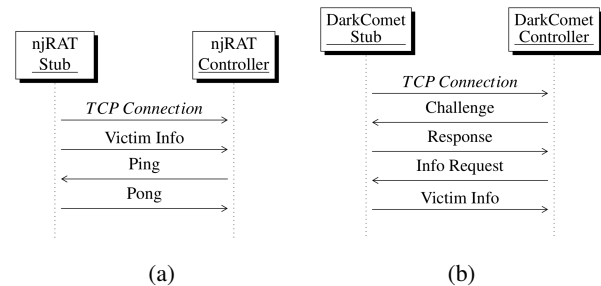 njRAT
Stub
njRAT
Controller
TCP Connection
Victim Info
Ping
Pong
(a)
DarkComet
Stub
DarkComet
Controller
TCP Connection
Challenge
Response
Info Request
Victim Info
(b)